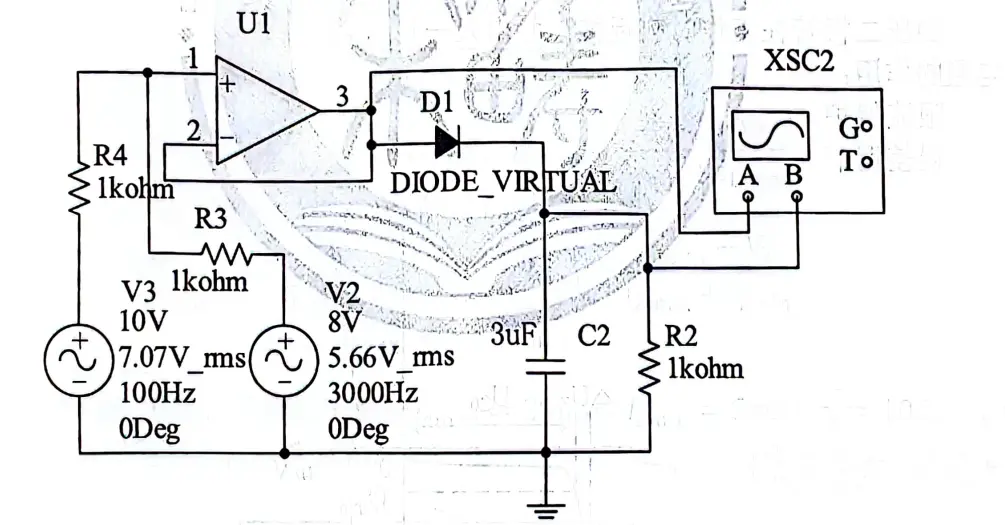 U1
XSC2
1
+
3
D1
G
T
2
−
R4
1kohm
DIODE_VIRTUAL
A B
R3
1kohm
V3
10V
7.07V_rms
100Hz
0Deg
+
−
V2
8V
5.66V_rms
3000Hz
0Deg
+
−
3uF
C2
R2
1kohm